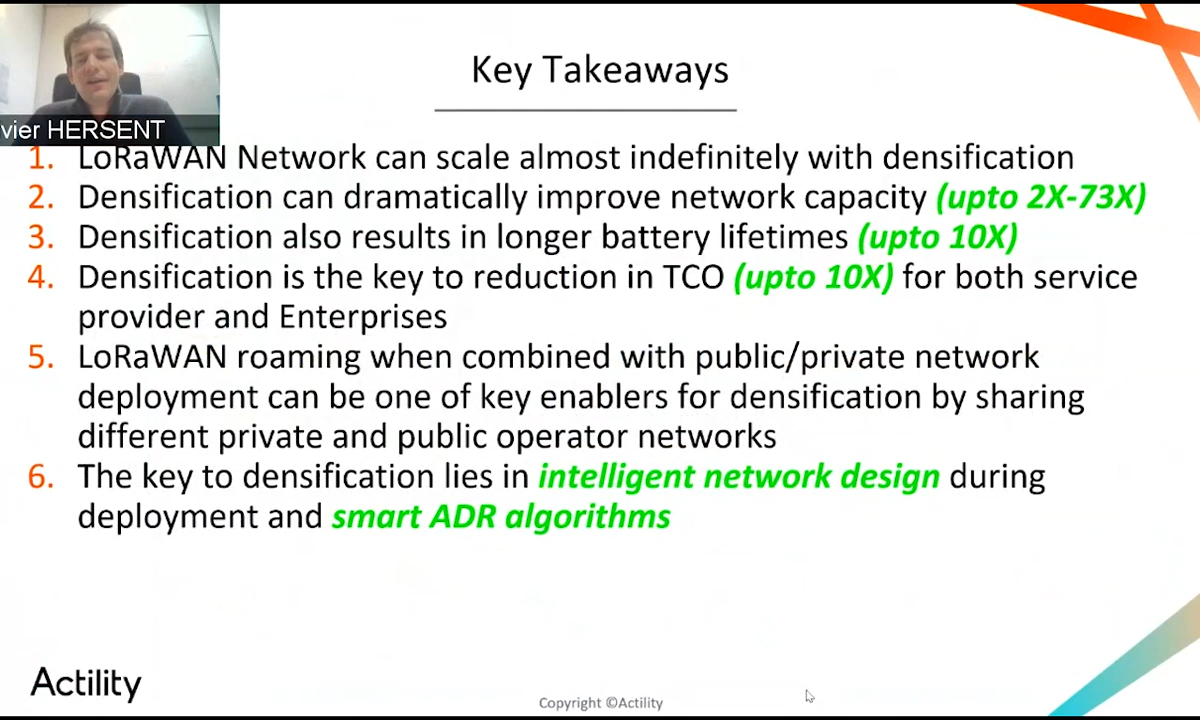 Key Takeaways
vier HERSENT
1. LoRaWAN Network can scale almost indefinitely with densification
2. Densification can dramatically improve network capacity (upto 2X-73X)
3. Densification also results in longer battery lifetimes (upto 10X)
4. Densification is the key to reduction in TCO (upto 10X) for both service
provider and Enterprises
5. LoRaWAN roaming when combined with public/private network
deployment can be one of key enablers for densification by sharing
different private and public operator networks
6. The key to densification lies in intelligent network design during
deployment and smart ADR algorithms
Actility
Copyright ©Actility